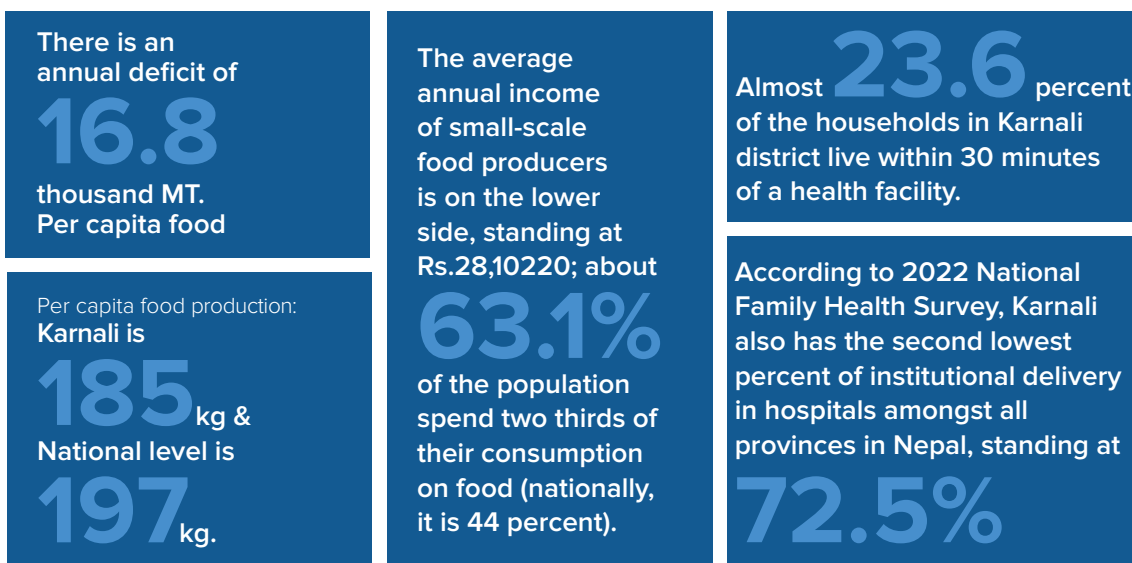 There is an
annual deficit of
16.8
thousand MT.
Per capita food
Per capita food production:
Karnali is
185 kg &
National level is
197 kg.
The average
annual income
of small-scale
food producers
is on the lower
side, standing at
Rs.28,10220; about
63.1%
of the population
spend two thirds of
their consumption
on food (nationally,
it is 44 percent).
Almost 23.6 percent
of the households in Karnali
district live within 30 minutes
of a health facility.
According to 2022 National
Family Health Survey, Karnali
also has the second lowest
percent of institutional delivery
in hospitals amongst all
provinces in Nepal, standing at
72.5%